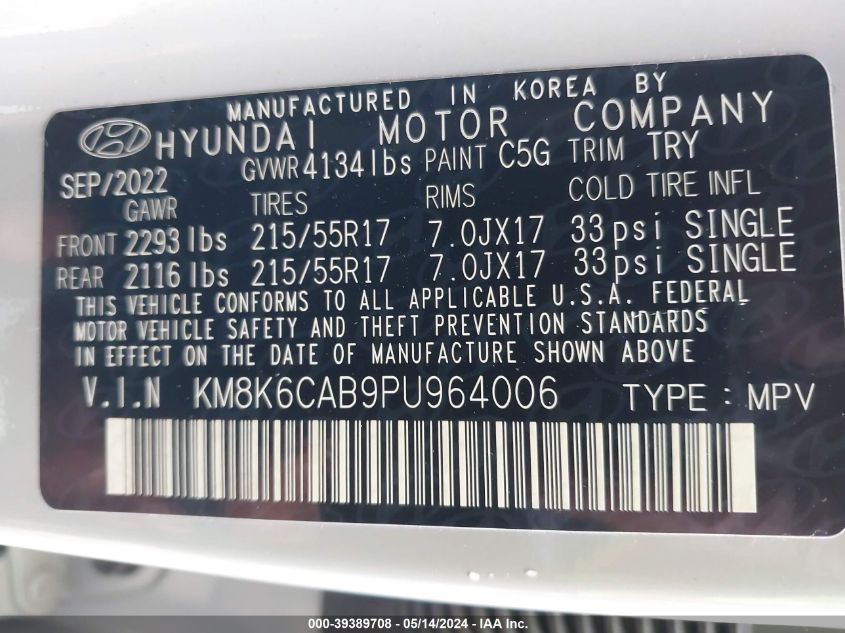 MANUFACTURED IN KOREA BY
HYUNDAI MOTOR COMPANY
SEP/2022 GVWR 4134lbs PAINT C5G TRIM TRY
GAWR TIRES RIMS COLD TIRE INFL
FRONT 2293 lbs 215/55R17 7.0JX17 33psi SINGLE
REAR 2116 lbs 215/55R17 7.0JX17 33psi SINGLE
THIS VEHICLE CONFORMS TO ALL APPLICABLE U.S.A. FEDERAL
MOTOR VEHICLE SAFETY AND THEFT PREVENTION STANDARDS
IN EFFECT ON THE DATE OF MANUFACTURE SHOWN ABOVE.
V.I.N KM8K6CAB9PU964006 TYPE : MPV
000-39389708 - 05/14/2024 - IAA Inc.